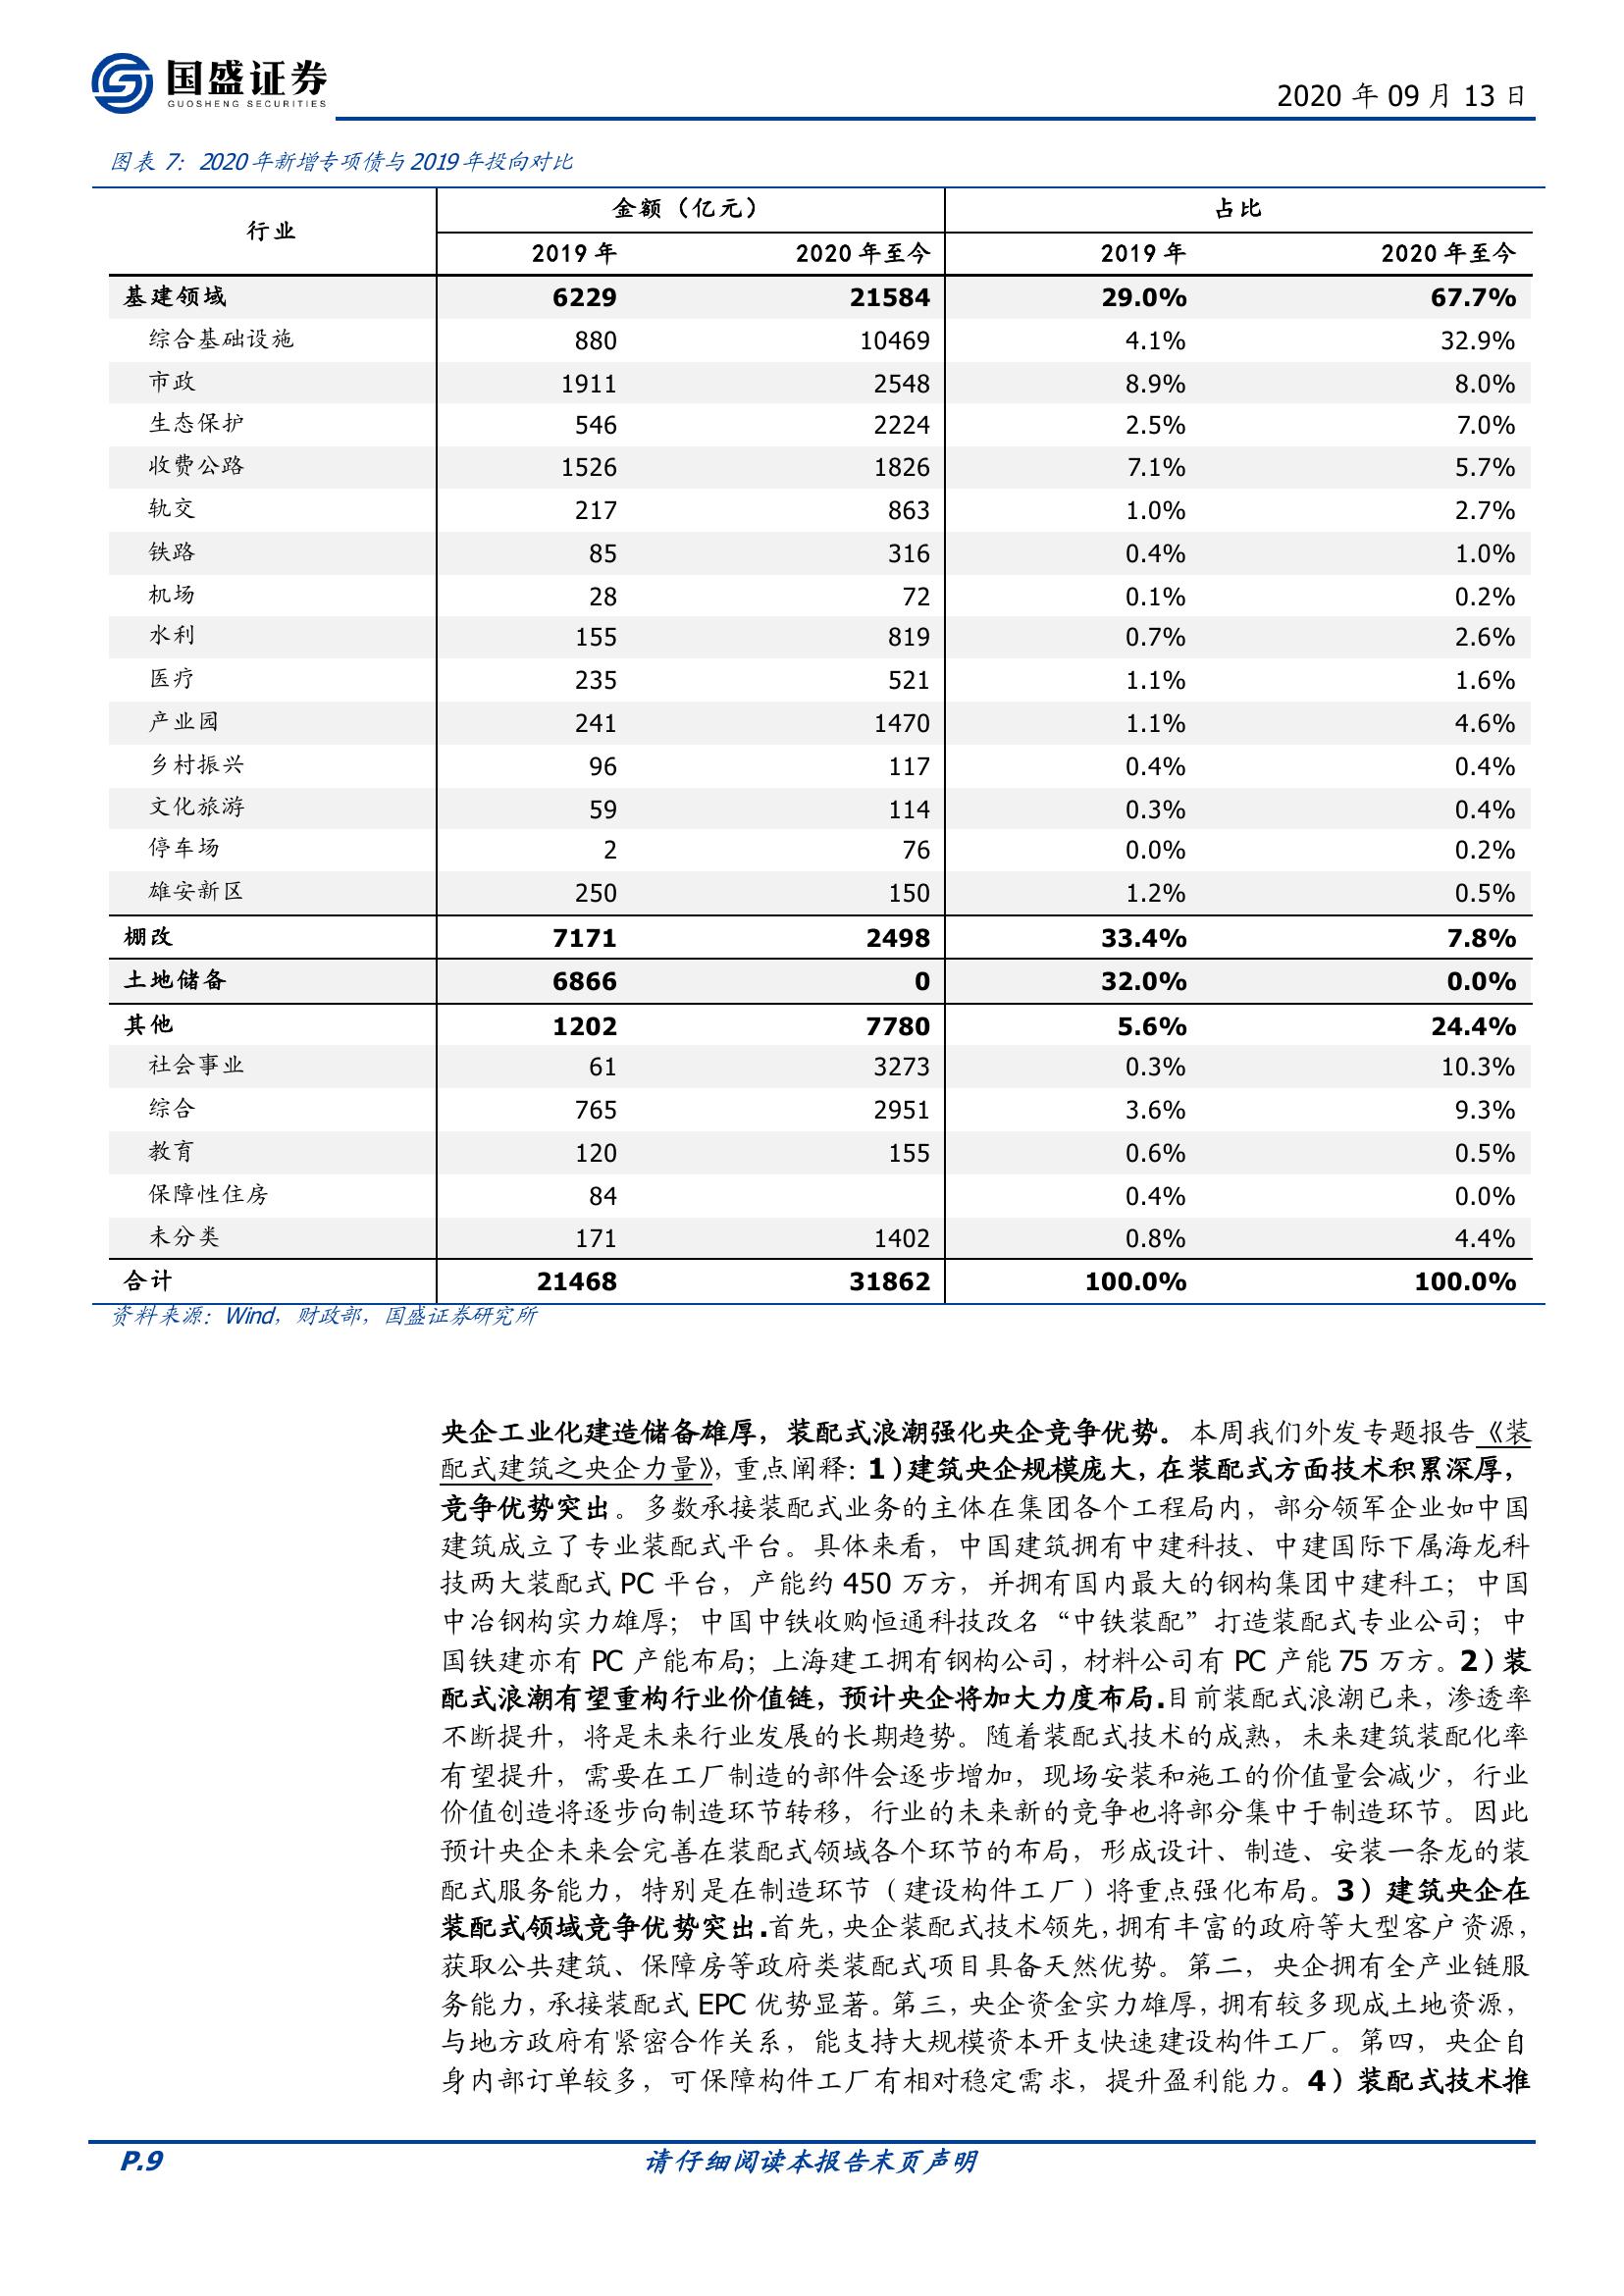 国盛证券
GUOSHENG SECURITIES
2020 年 09 月 13 日
图表 7：2020 年新增专项债与 2019 年投向对比
行业 金额（亿元） 占比
2019 年 2020 年至今 2019 年 2020 年至今
基建领域 6229 21584 29.0% 67.7%
综合基础设施 880 10469 4.1% 32.9%
市政 1911 2548 8.9% 8.0%
生态保护 546 2224 2.5% 7.0%
收费公路 1526 1826 7.1% 5.7%
轨交 217 863 1.0% 2.7%
铁路 85 316 0.4% 1.0%
机场 28 72 0.1% 0.2%
水利 155 819 0.7% 2.6%
医疗 235 521 1.1% 1.6%
产业园 241 1470 1.1% 4.6%
乡村振兴 96 117 0.4% 0.4%
文化旅游 59 114 0.3% 0.4%
停车场 2 76 0.0% 0.2%
雄安新区 250 150 1.2% 0.5%
棚改 7171 2498 33.4% 7.8%
土地储备 6866 0 32.0% 0.0%
其他 1202 7780 5.6% 24.4%
社会事业 61 3273 0.3% 10.3%
综合 765 2951 3.6% 9.3%
教育 120 155 0.6% 0.5%
保障性住房 84 0.4% 0.0%
未分类 171 1402 0.8% 4.4%
合计 21468 31862 100.0% 100.0%
资料来源：Wind，财政部，国盛证券研究所
央企工业化建造储备雄厚，装配式浪潮强化央企竞争优势。本周我们外发专题报告《装
配式建筑之央企力量》，重点阐释：1）建筑央企规模庞大，在装配式方面技术积累深厚，
竞争优势突出。多数承接装配式业务的主体在集团各个工程局内，部分领军企业如中国
建筑成立了专业装配式平台。具体来看，中国建筑拥有中建科技、中建国际下属海龙科
技两大装配式 PC 平台，产能约 450 万方，并拥有国内最大的钢构集团中建科工；中国
中冶钢构实力雄厚；中国中铁收购恒通科技改名“中铁装配”打造装配式专业公司；中
国铁建亦有 PC 产能布局；上海建工拥有钢构公司，材料公司有 PC 产能 75 万方。2）装
配式浪潮有望重构行业价值链，预计央企将加大力度布局.目前装配式浪潮已来，渗透率
不断提升，将是未来行业发展的长期趋势。随着装配式技术的成熟，未来建筑装配化率
有望提升，需要在工厂制造的部件会逐步增加，现场安装和施工的价值量会减少，行业
价值创造将逐步向制造环节转移，行业的未来新的竞争也将部分集中于制造环节。因此
预计央企未来会完善在装配式领域各个环节的布局，形成设计、制造、安装一条龙的装
配式服务能力，特别是在制造环节（建设构件工厂）将重点强化布局。3）建筑央企在
装配式领域竞争优势突出.首先，央企装配式技术领先，拥有丰富的政府等大型客户资源，
获取公共建筑、保障房等政府类装配式项目具备天然优势。第二，央企拥有全产业链服
务能力，承接装配式 EPC 优势显著。第三，央企资金实力雄厚，拥有较多现成土地资源，
与地方政府有紧密合作关系，能支持大规模资本开支快速建设构件工厂。第四，央企自
身内部订单较多，可保障构件工厂有相对稳定需求，提升盈利能力。4）装配式技术推
P.9 请仔细阅读本报告末页声明